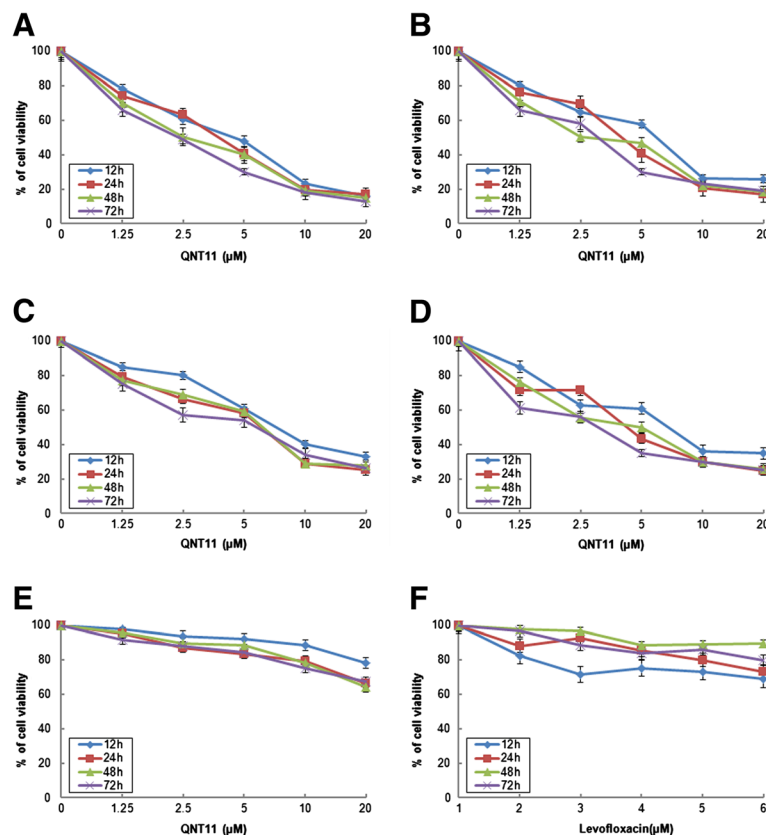 A
% of cell viability
100
80
60
40
20
0
12h
24h
48h
72h
0 1.25 2.5 5 10 20
QNT11 (µM)
B
% of cell viability
100
80
60
40
20
0
12h
24h
48h
72h
0 1.25 2.5 5 10 20
QNT11 (µM)
C
% of cell viability
100
80
60
40
20
0
12h
24h
48h
72h
0 1.25 2.5 5 10 20
QNT11 (µM)
D
% of cell viability
100
80
60
40
20
0
12h
24h
48h
72h
0 1.25 2.5 5 10 20
QNT11 (µM)
E
% of cell viability
100
80
60
40
20
0
12h
24h
48h
72h
0 1.25 2.5 5 10 20
QNT11 (µM)
F
% of cell viability
100
80
60
40
20
0
12h
24h
48h
72h
1 2 3 4 5 6
Levofloxacin(µM)